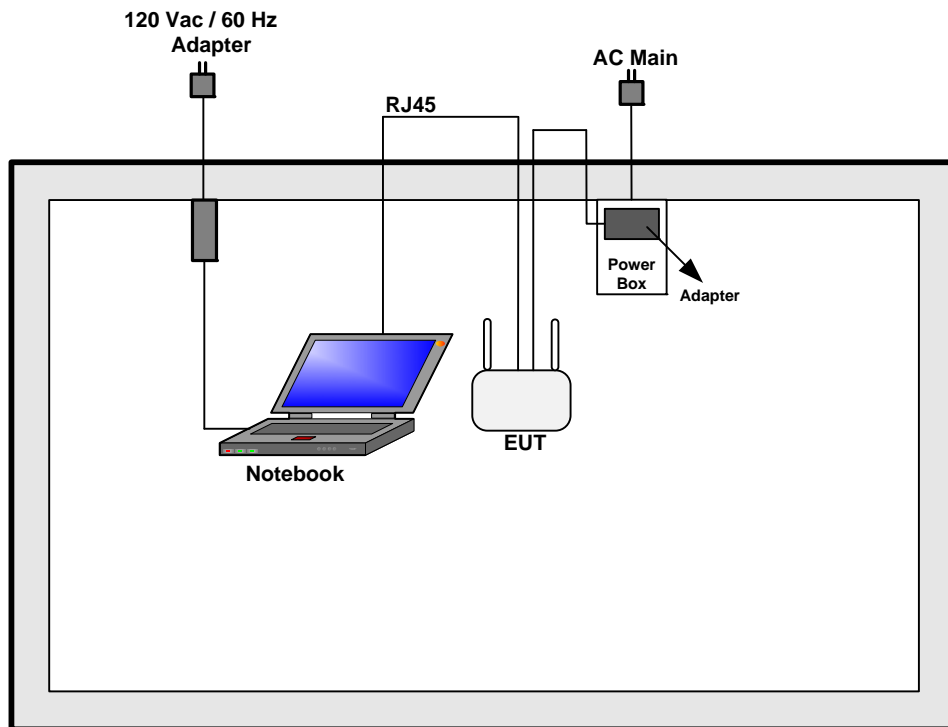 120 Vac / 60 Hz
Adapter
AC Main
RJ45
Power
Box
Adapter
EUT
Notebook